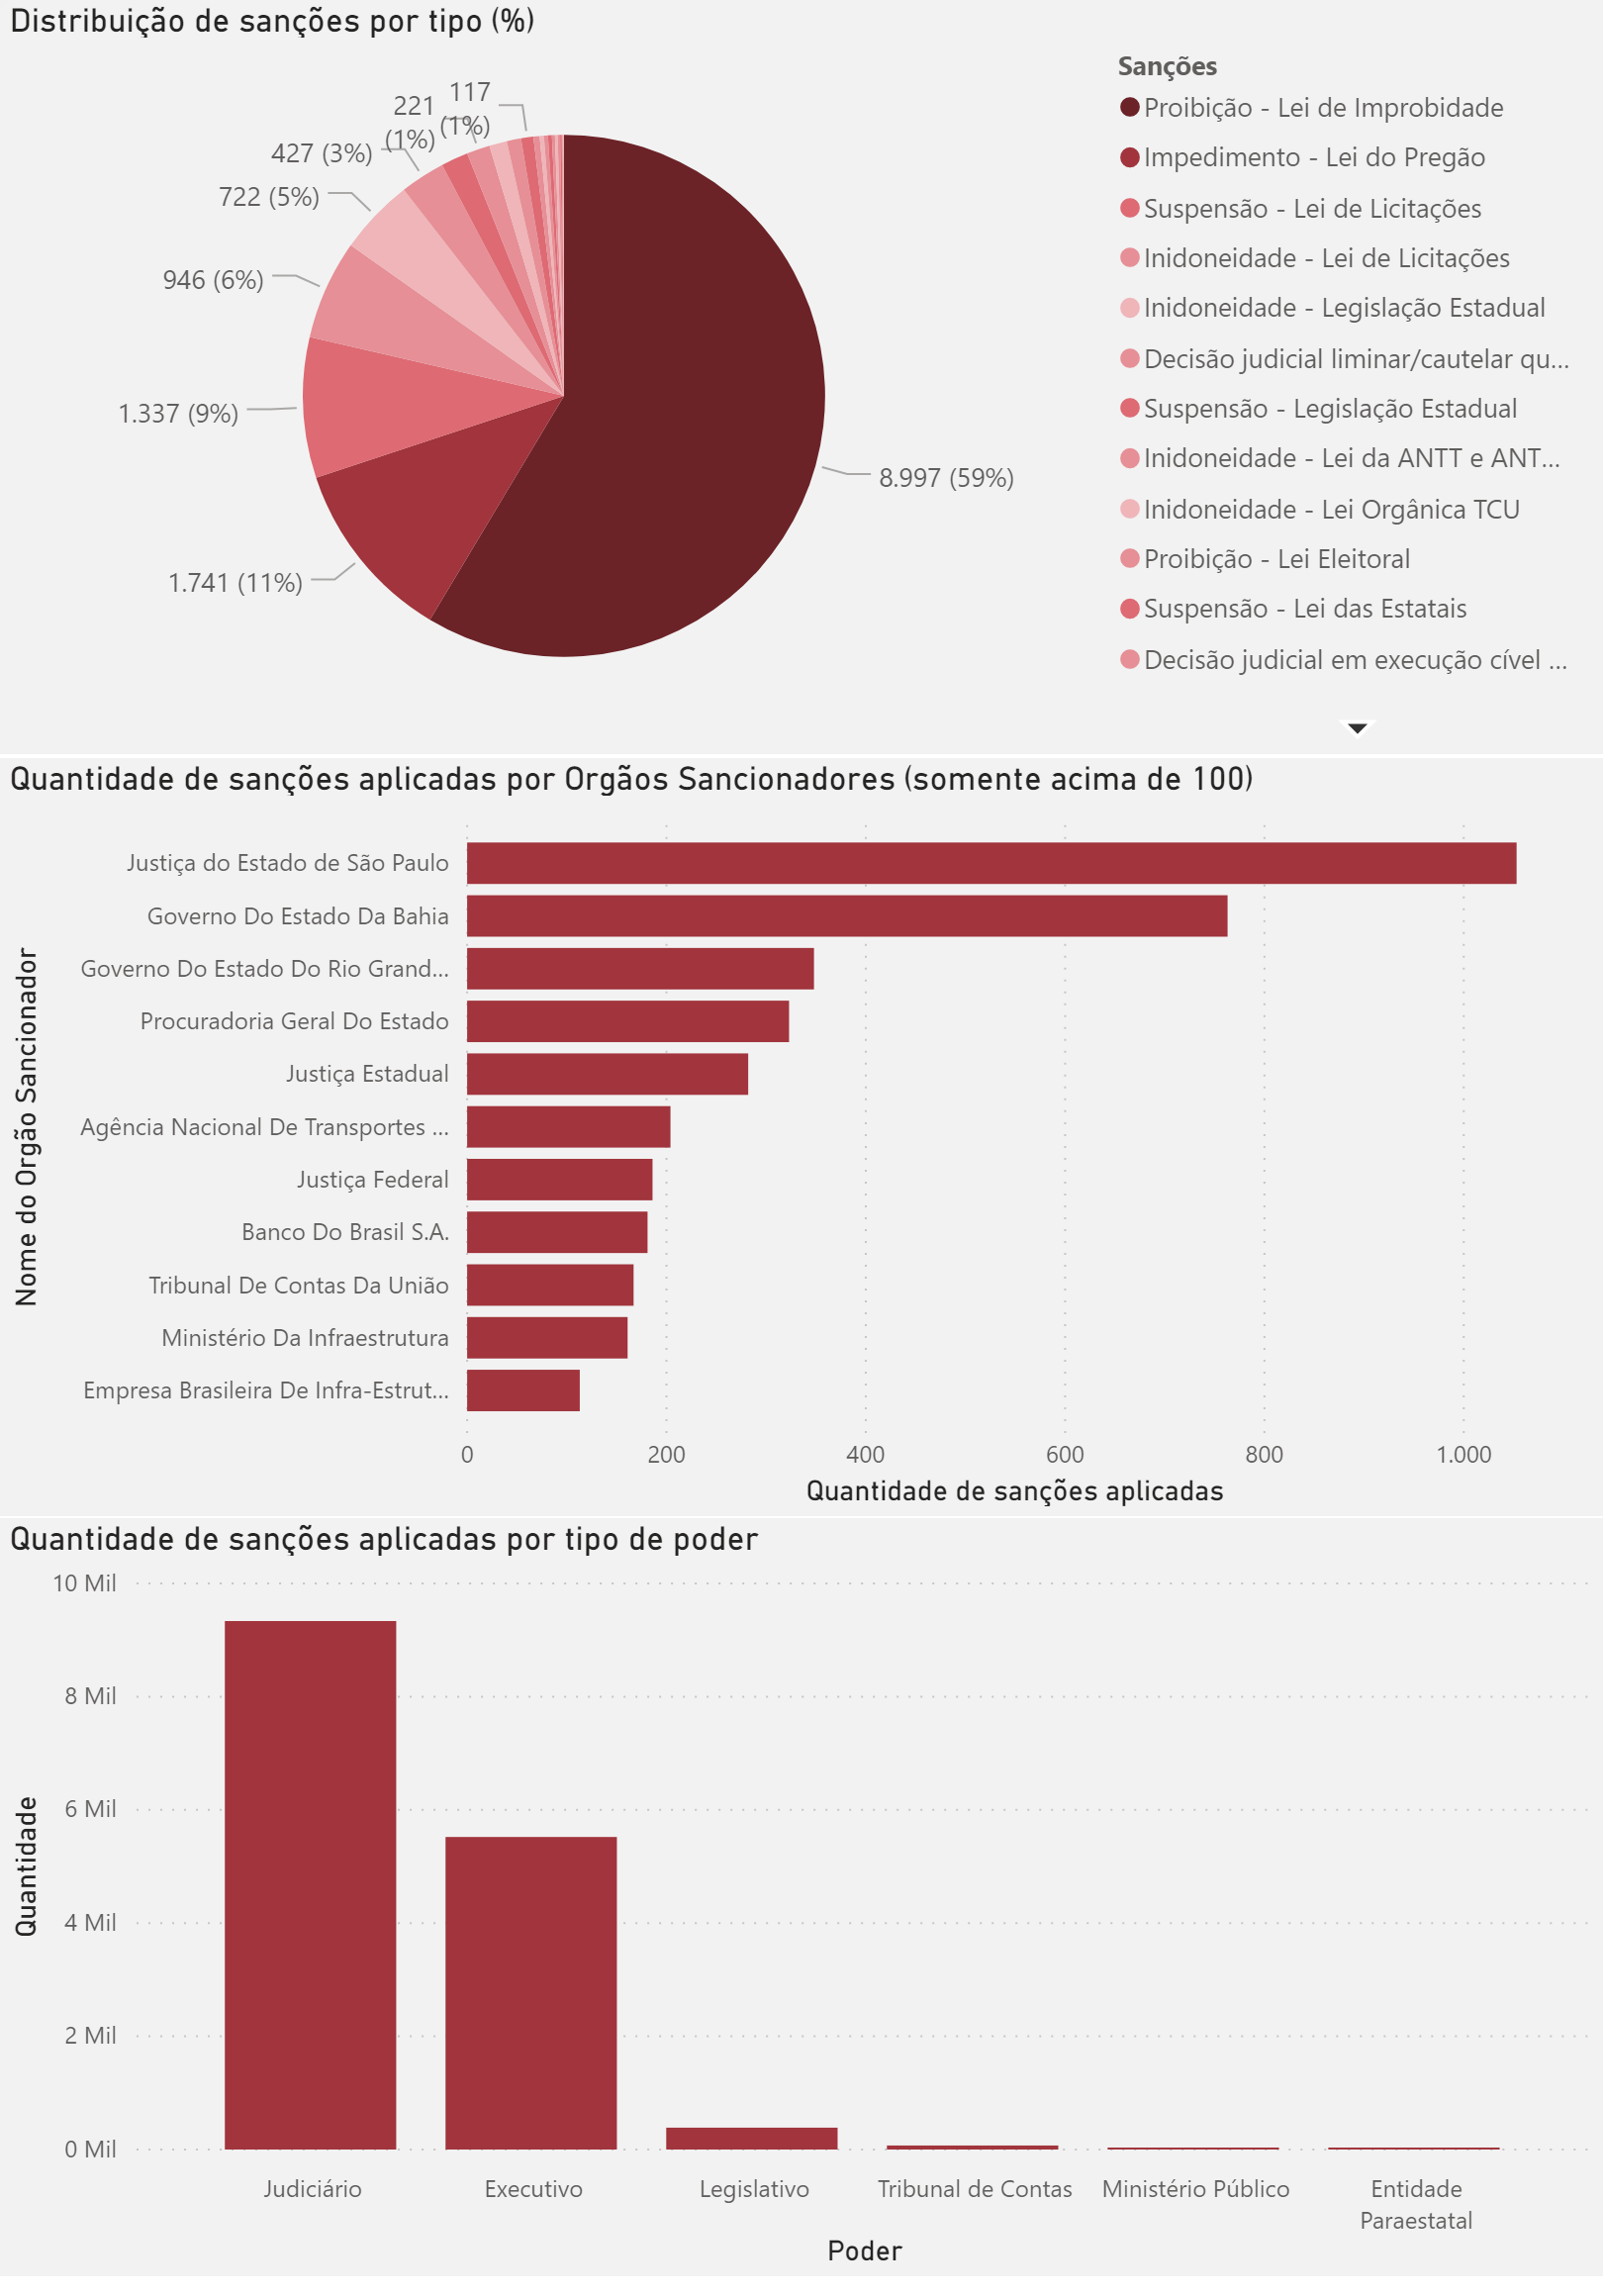 Distribuição de sanções por tipo (%)
117
(1%)
221
(1%)
427 (3%)
722 (5%)
946 (6%)
1.337 (9%)
1.741 (11%)
8.997 (59%)
Sanções
Proibição - Lei de Improbidade
Impedimento - Lei do Pregão
Suspensão - Lei de Licitações
Inidoneidade - Lei de Licitações
Inidoneidade - Legislação Estadual
Decisão judicial liminar/cautelar qu...
Suspensão - Legislação Estadual
Inidoneidade - Lei da ANTT e ANT...
Inidoneidade - Lei Orgânica TCU
Proibição - Lei Eleitoral
Suspensão - Lei das Estatais
Decisão judicial em execução cível ...
Quantidade de sanções aplicadas por Orgãos Sancionadores (somente acima de 100)
Nome do Orgão Sancionador
Justiça do Estado de São Paulo
Governo Do Estado Da Bahia
Governo Do Estado Do Rio Grand...
Procuradoria Geral Do Estado
Justiça Estadual
Agência Nacional De Transportes ...
Justiça Federal
Banco Do Brasil S.A.
Tribunal De Contas Da União
Ministério Da Infraestrutura
Empresa Brasileira De Infra-Estrut...
0 200 400 600 800 1.000
Quantidade de sanções aplicadas
Quantidade de sanções aplicadas por tipo de poder
Quantidade
10 Mil
8 Mil
6 Mil
4 Mil
2 Mil
0 Mil
Judiciário Executivo Legislativo Tribunal de Contas Ministério Público Entidade
Paraestatal
Poder